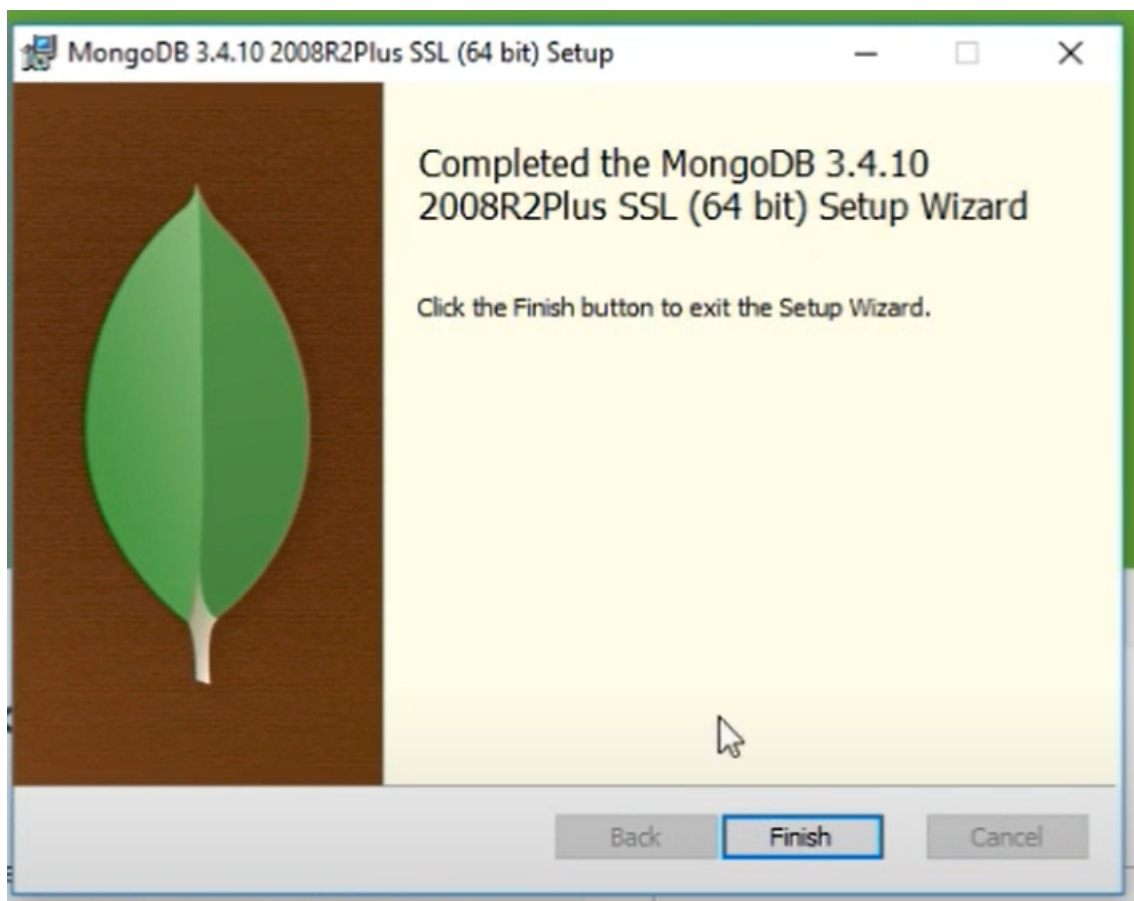 MongoDB 3.4.10 2008R2Plus SSL (64 bit) Setup
Completed the MongoDB 3.4.10
2008R2Plus SSL (64 bit) Setup Wizard
Click the Finish button to exit the Setup Wizard.
Back Finish Cancel